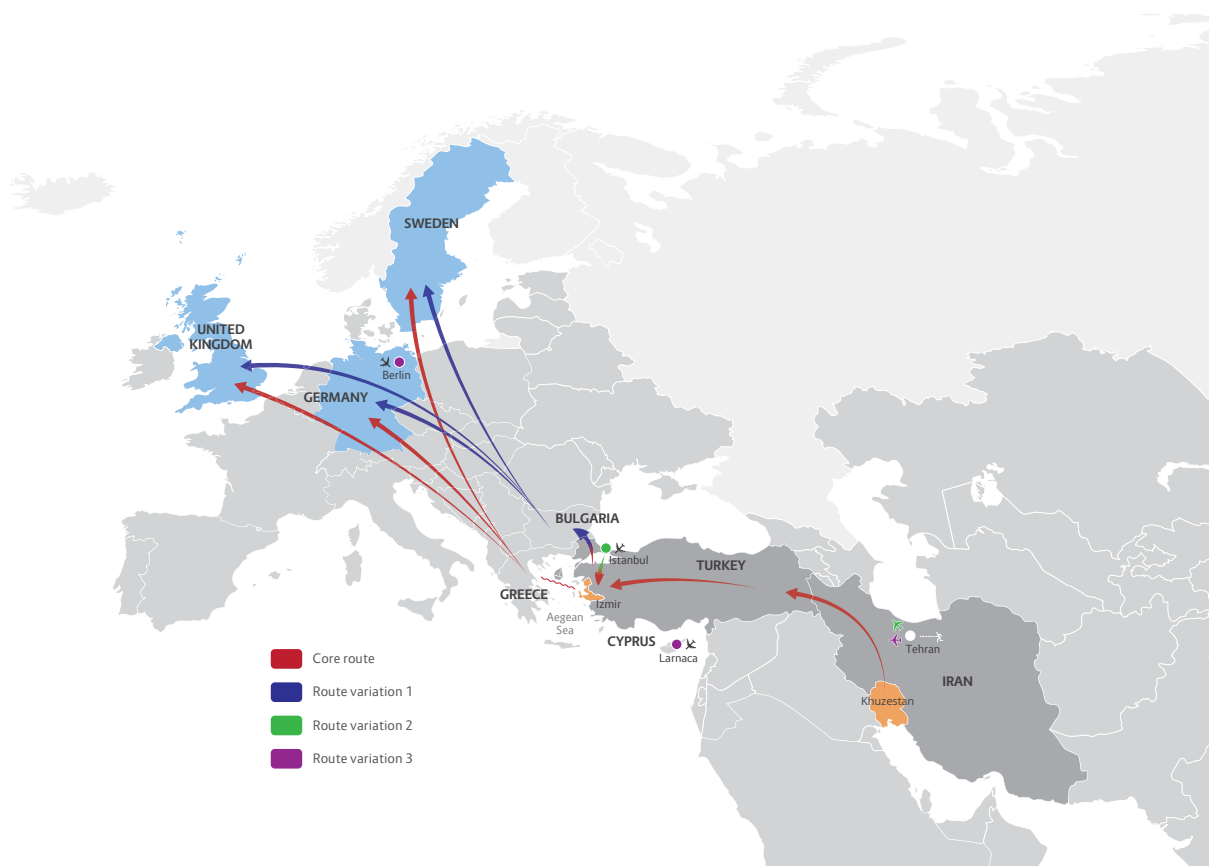 SWEDEN
UNITED
KINGDOM
Berlin
GERMANY
BULGARIA
Istanbul
TURKEY
GREECE
Izmir
Aegean
Sea
CYPRUS
Larnaca
Tehran
IRAN
Khuzestan
Core route
Route variation 1
Route variation 2
Route variation 3